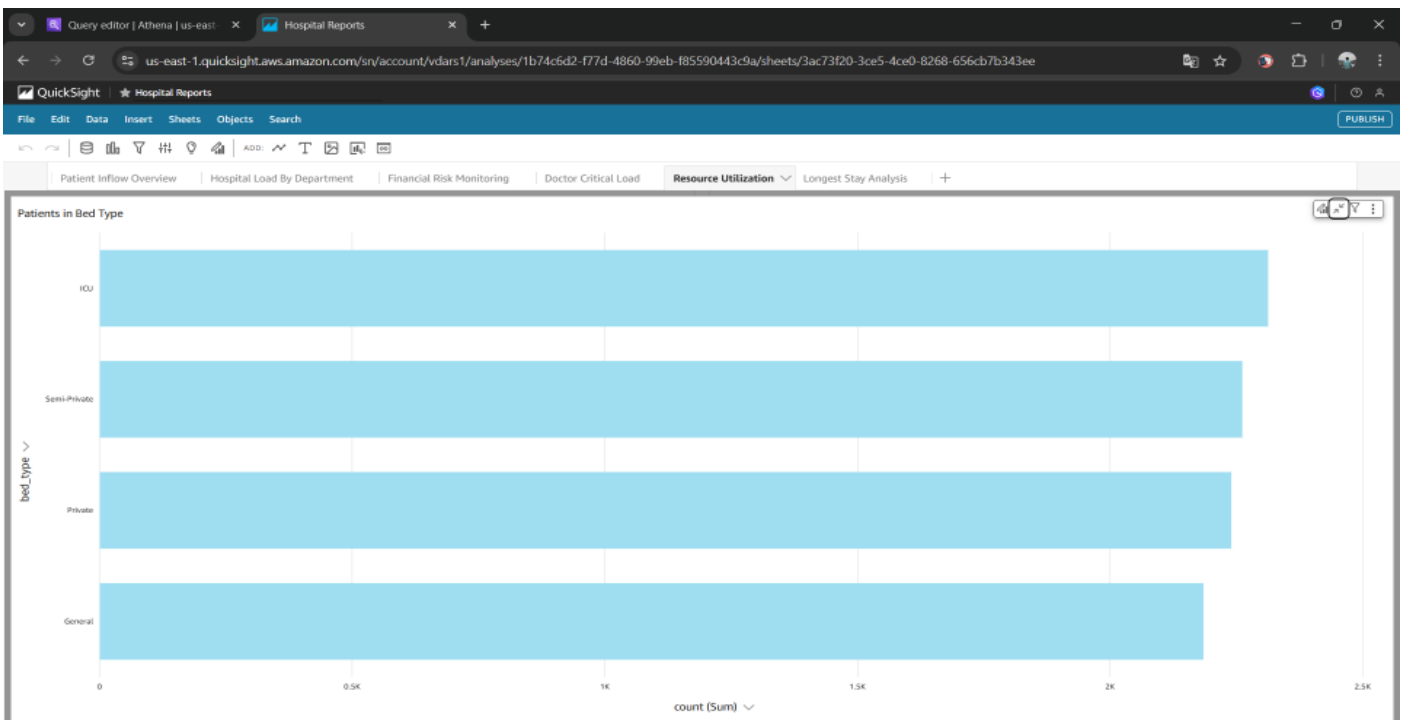 Query editor | Athena | us-east-
Hospital Reports
us-east-1.quicksight.aws.amazon.com/sn/account/vdars1/analyses/1b74c6d2-f77d-4860-99eb-f85590443c9a/sheets/3ac73f20-3ce5-4ce0-8268-656cb7b343ee
QuickSight
Hospital Reports
File Edit Data Insert Sheets Objects Search
PUBLISH
ADD:
Patient Inflow Overview
Hospital Load By Department
Financial Risk Monitoring
Doctor Critical Load
Resource Utilization
Longest Stay Analysis
Patients in Bed Type
ICU
Semi-Private
Private
General
bed_type
0 0.5K 1K 1.5K 2K 2.5K
count (Sum)